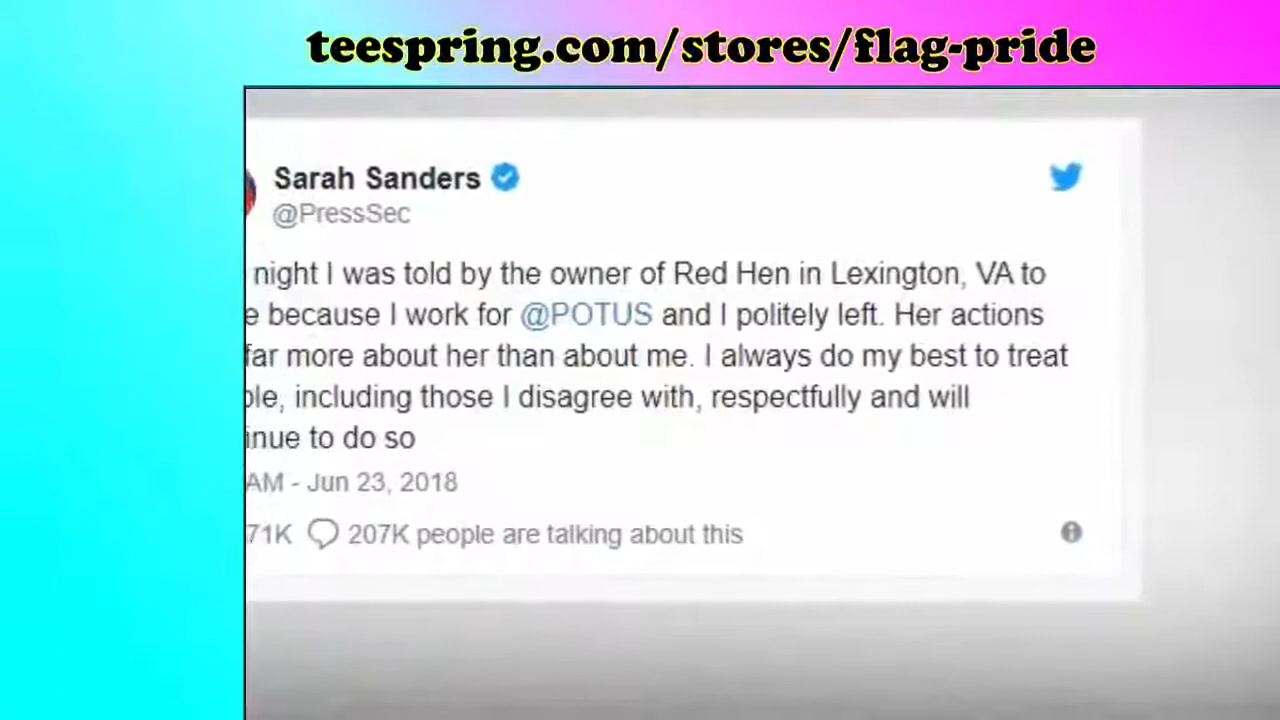 teespring.com/stores/flag-pride
Sarah Sanders
@PressSec
night I was told by the owner of Red Hen in Lexington, VA to
e because I work for @POTUS and I politely left. Her actions
far more about her than about me. I always do my best to treat
ple, including those I disagree with, respectfully and will
inue to do so
AM - Jun 23, 2018
71K 207K people are talking about this